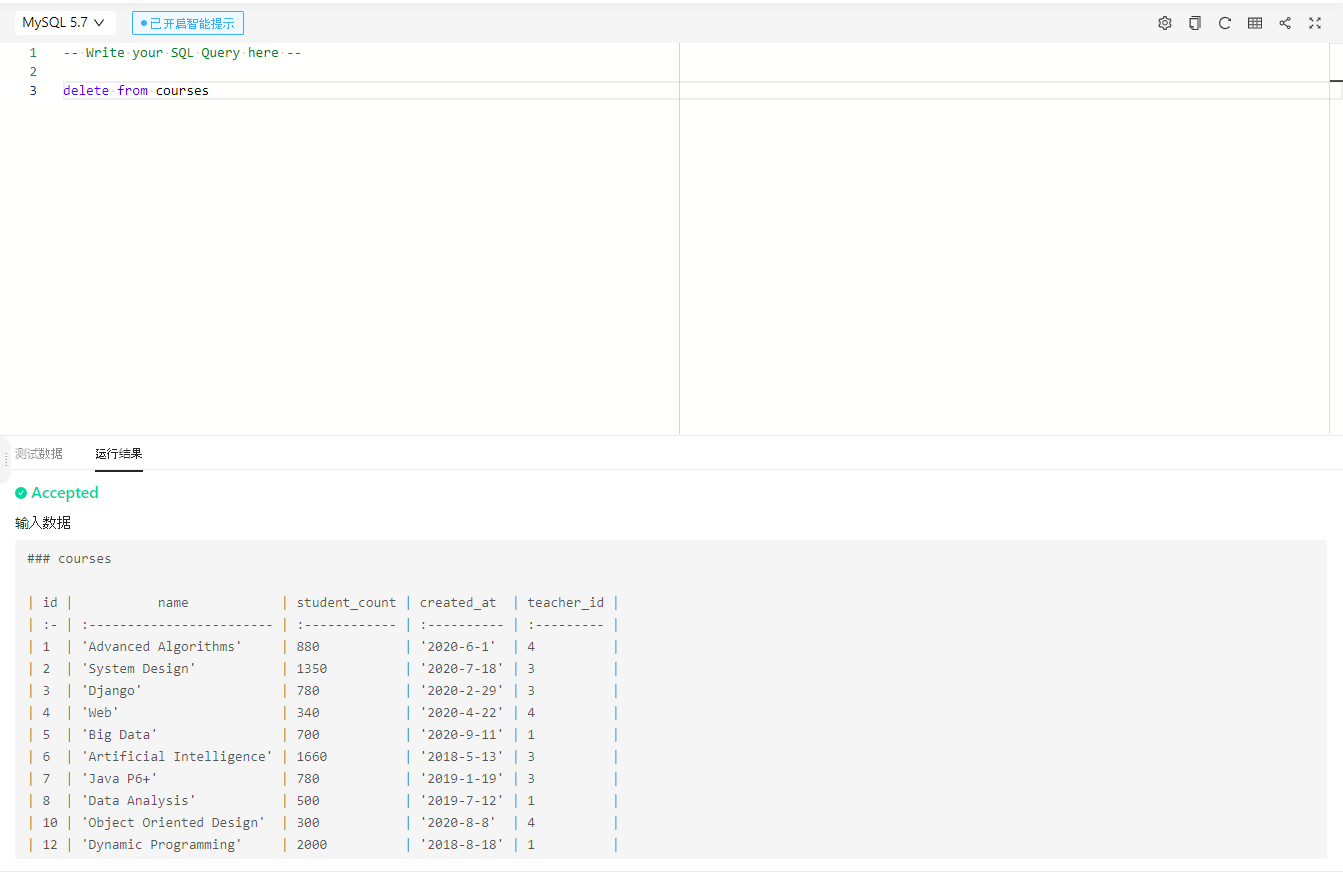 MySQL 5.7 已开启智能提示
1 -- Write your SQL Query here --
2
3 delete from courses
测试数据 运行结果
Accepted
输入数据
### courses
| id | name | student_count | created_at | teacher_id |
| :- | :------------------------ | :------------ | :---------- | :--------- |
| 1 | 'Advanced Algorithms' | 880 | '2020-6-1' | 4 |
| 2 | 'System Design' | 1350 | '2020-7-18' | 3 |
| 3 | 'Django' | 780 | '2020-2-29' | 3 |
| 4 | 'Web' | 340 | '2020-4-22' | 4 |
| 5 | 'Big Data' | 700 | '2020-9-11' | 1 |
| 6 | 'Artificial Intelligence' | 1660 | '2018-5-13' | 3 |
| 7 | 'Java P6+' | 780 | '2019-1-19' | 3 |
| 8 | 'Data Analysis' | 500 | '2019-7-12' | 1 |
| 10 | 'Object Oriented Design' | 300 | '2020-8-8' | 4 |
| 12 | 'Dynamic Programming' | 2000 | '2018-8-18' | 1 |